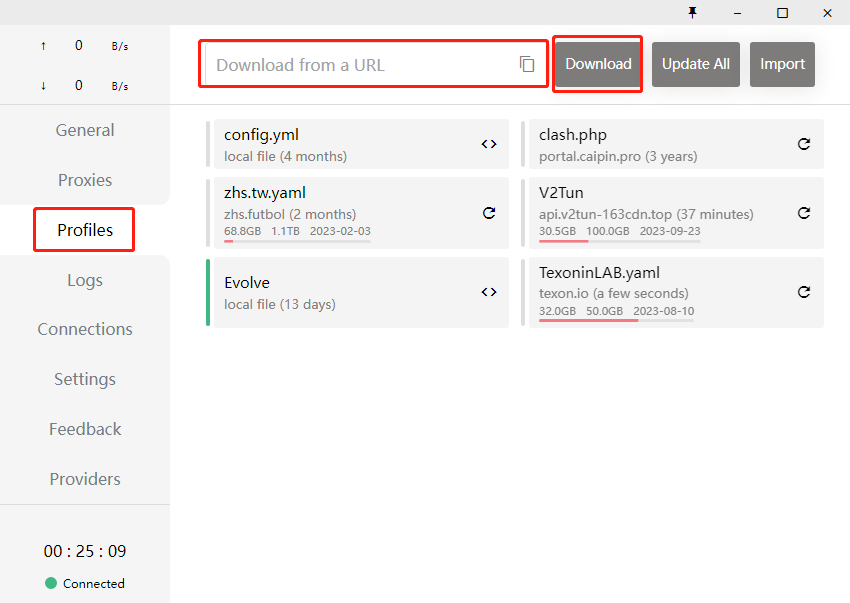 ↑ 0 B/s
↓ 0 B/s
Download from a URL
Download
Update All
Import
General
Proxies
Profiles
Logs
Connections
Settings
Feedback
Providers
00 : 25 : 09
Connected
config.yml
local file (4 months)
clash.php
portal.caipin.pro (3 years)
zhs.tw.yaml
zhs.futbol (2 months)
68.8GB 1.1TB 2023-02-03
V2Tun
api.v2tun-163cdn.top (37 minutes)
30.5GB 100.0GB 2023-09-23
Evolve
local file (13 days)
TexoninLAB.yaml
texon.io (a few seconds)
32.0GB 50.0GB 2023-08-10